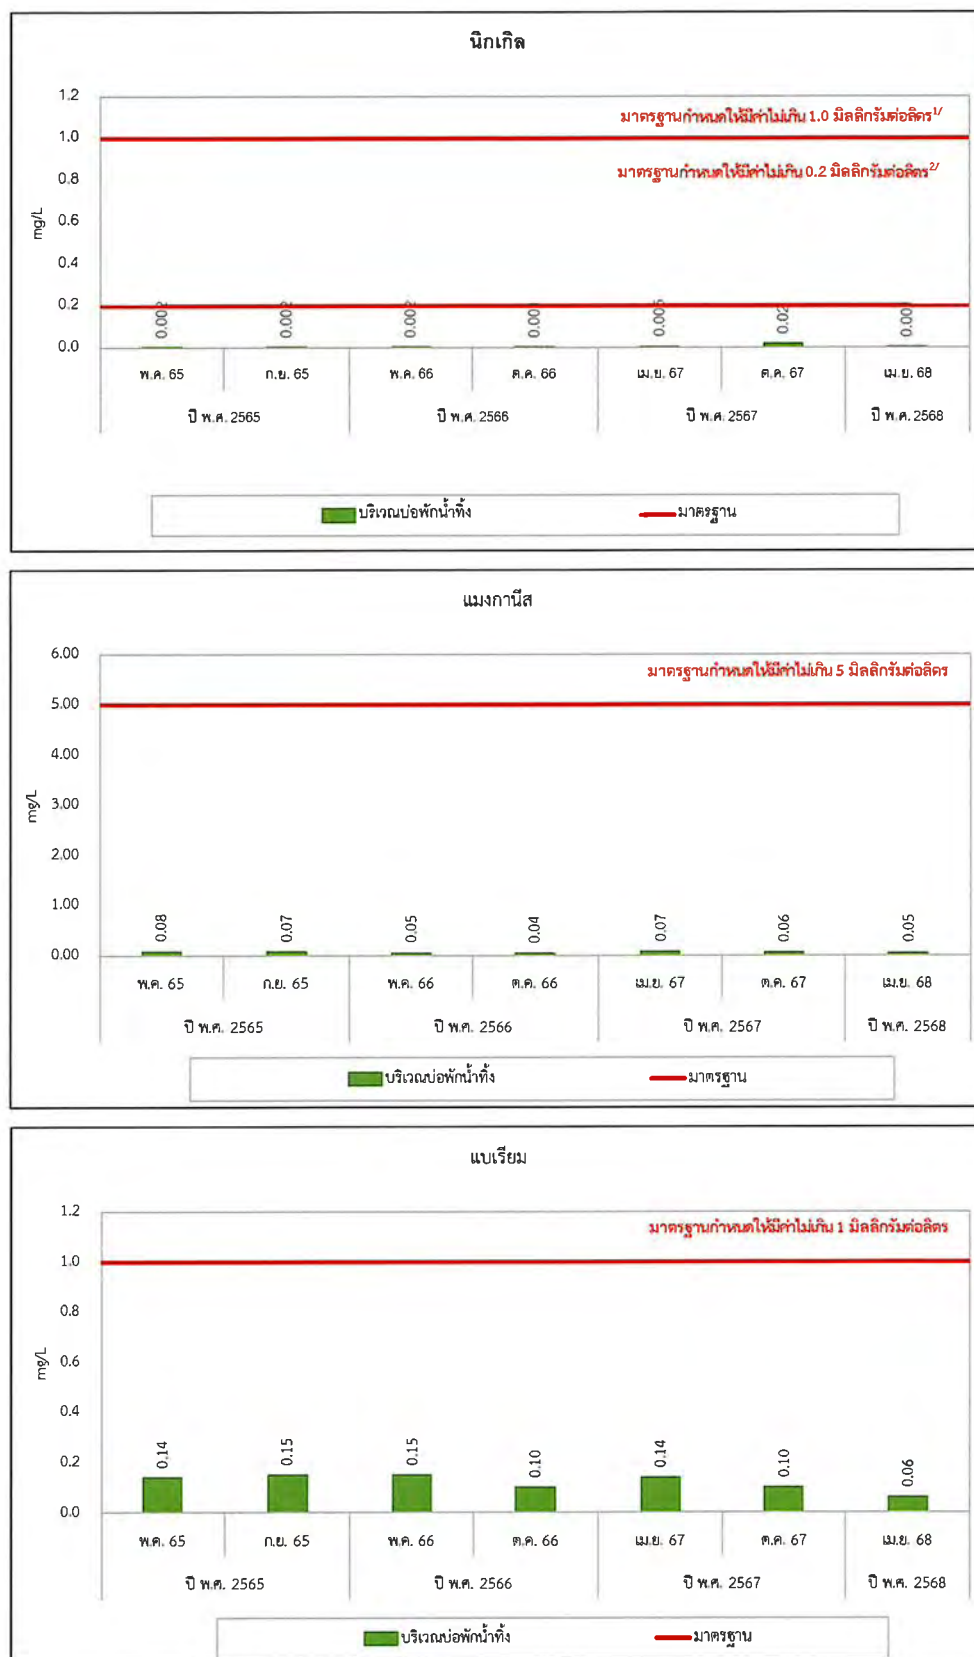 นิกเกิล
มาตรฐานกำหนดให้มีค่าไม่เกิน 1.0 มิลลิกรัมต่อลิตร1/
มาตรฐานกำหนดให้มีค่าไม่เกิน 0.2 มิลลิกรัมต่อลิตร2/
mg/L
1.2
1.0
0.8
0.6
0.4
0.2
0.0
0.002 0.002 0.002 0.005 0.02
พ.ค. 65 ก.ย. 65 พ.ค. 66 ต.ค. 66 เม.ย. 67 ต.ค. 67 เม.ย. 68
ปี พ.ศ. 2565 ปี พ.ศ. 2566 ปี พ.ศ. 2567 ปี พ.ศ. 2568
บริเวณบ่อพักน้ำทิ้ง มาตรฐาน
แมงกานีส
มาตรฐานกำหนดให้มีค่าไม่เกิน 5 มิลลิกรัมต่อลิตร
mg/L
6.00
5.00
4.00
3.00
2.00
1.00
0.00
0.08 0.07 0.05 0.04 0.07 0.06 0.05
พ.ค. 65 ก.ย. 65 พ.ค. 66 ต.ค. 66 เม.ย. 67 ต.ค. 67 เม.ย. 68
ปี พ.ศ. 2565 ปี พ.ศ. 2566 ปี พ.ศ. 2567 ปี พ.ศ. 2568
บริเวณบ่อพักน้ำทิ้ง มาตรฐาน
แบเรียม
มาตรฐานกำหนดให้มีค่าไม่เกิน 1 มิลลิกรัมต่อลิตร
mg/L
1.2
1.0
0.8
0.6
0.4
0.2
0.0
0.14 0.15 0.15 0.10 0.14 0.10 0.06
พ.ค. 65 ก.ย. 65 พ.ค. 66 ต.ค. 66 เม.ย. 67 ต.ค. 67 เม.ย. 68
ปี พ.ศ. 2565 ปี พ.ศ. 2566 ปี พ.ศ. 2567 ปี พ.ศ. 2568
บริเวณบ่อพักน้ำทิ้ง มาตรฐาน